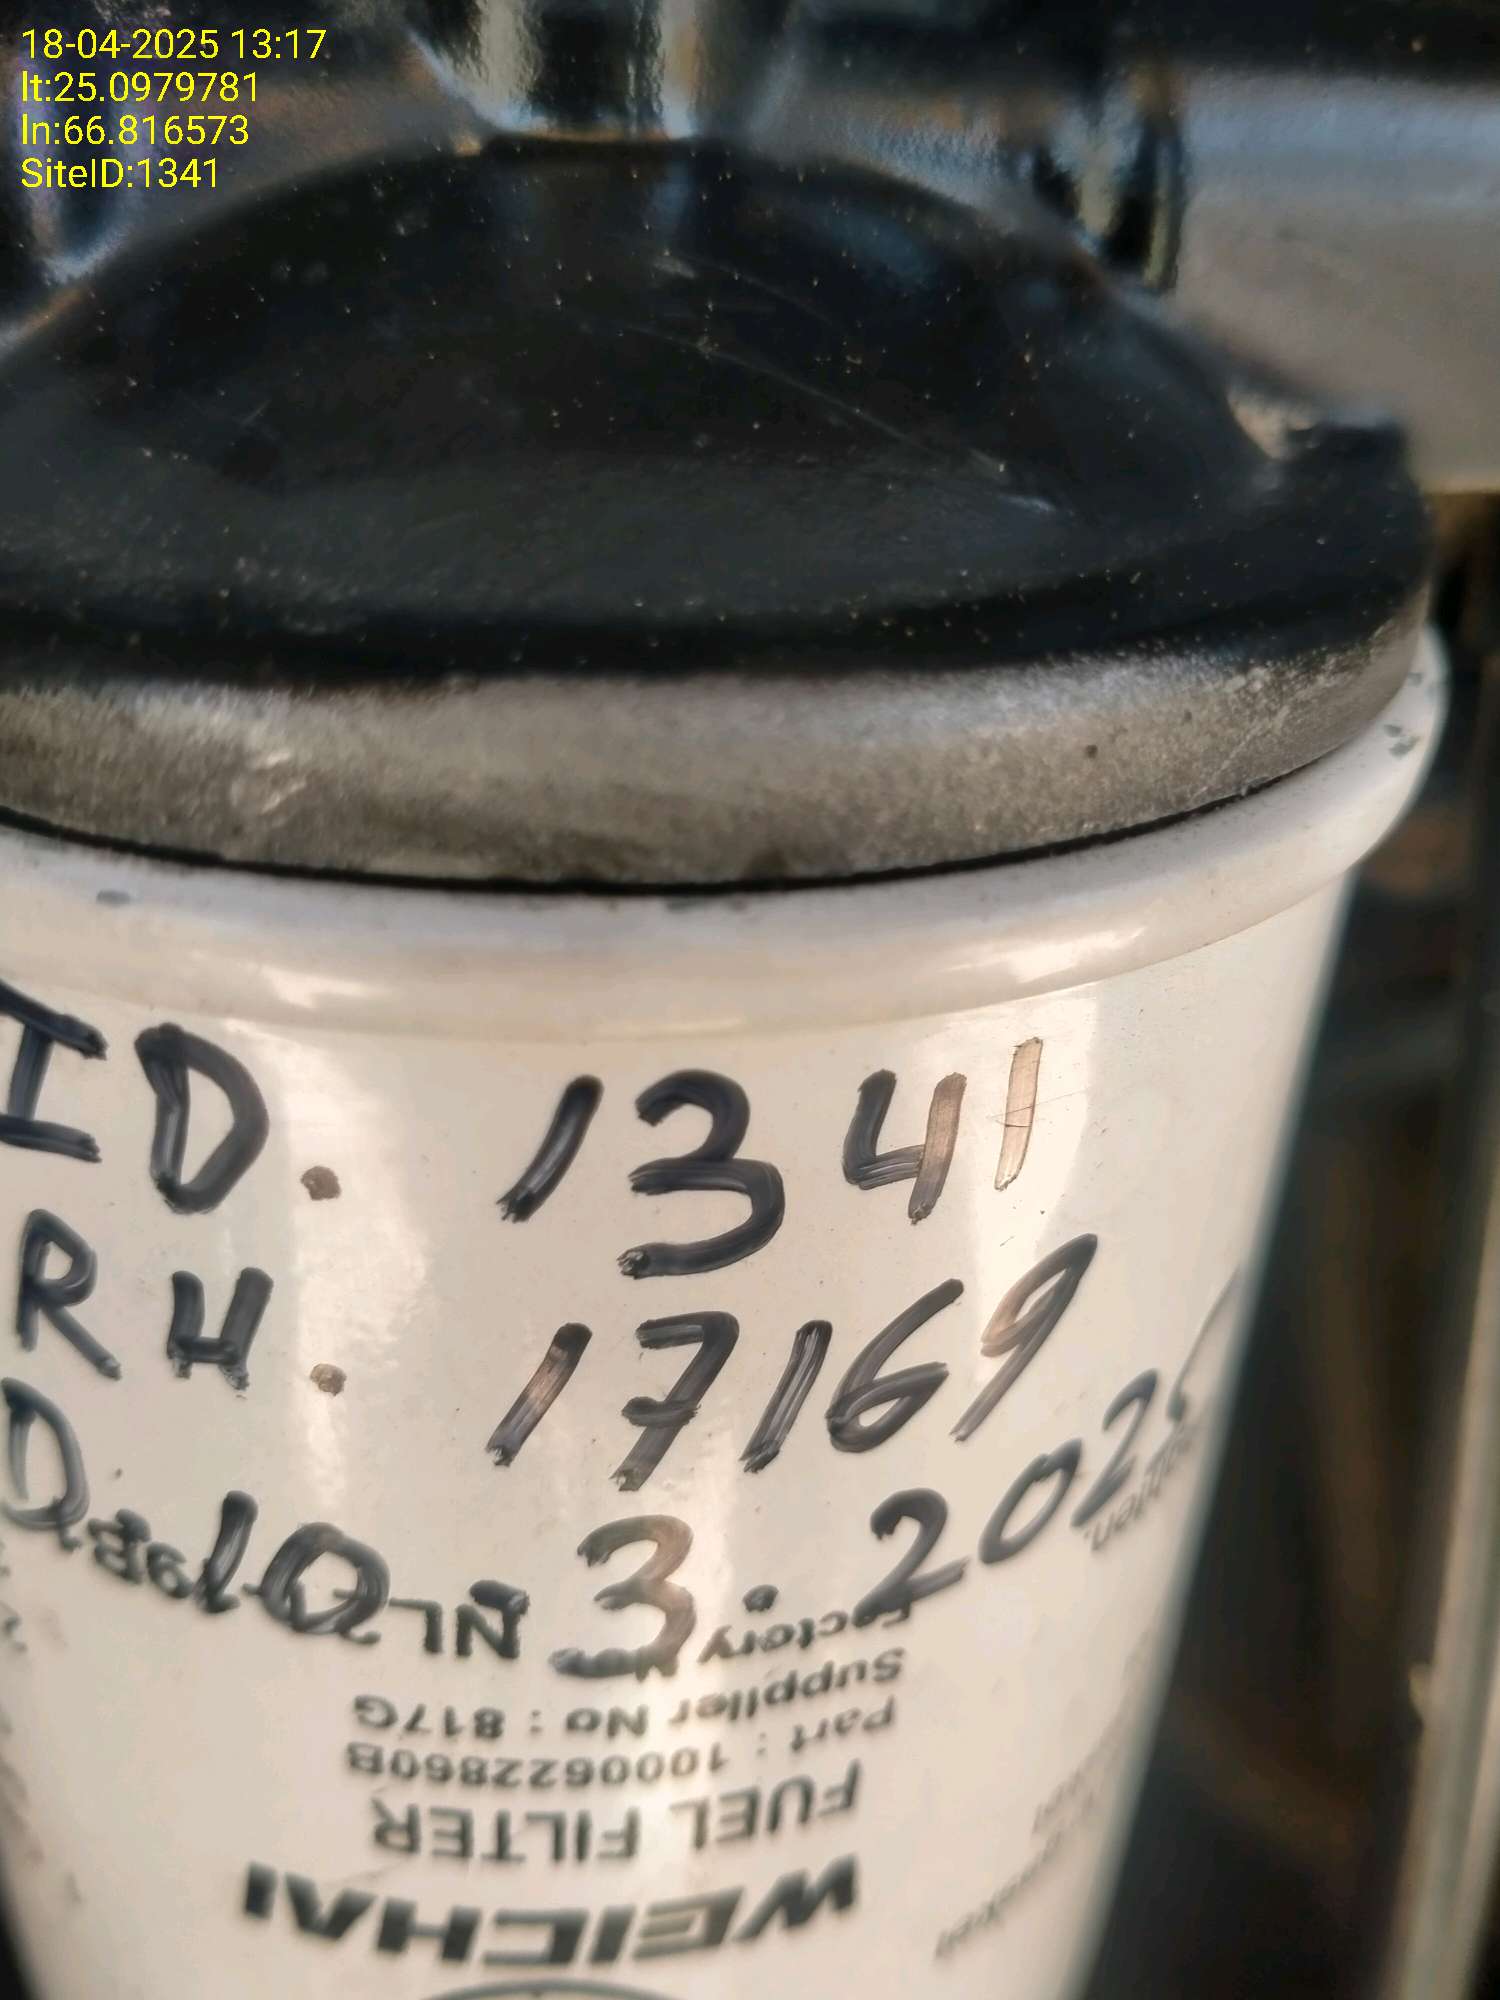 18-04-2025 13:17
lt:25.0979781
ln:66.816573
SiteID:1341
ID. 1341
RH. 17169
D. 10.3.202
Factory
Supplier No : 817G
Part : 1000622860B
FUEL FILTER
WEICHAI